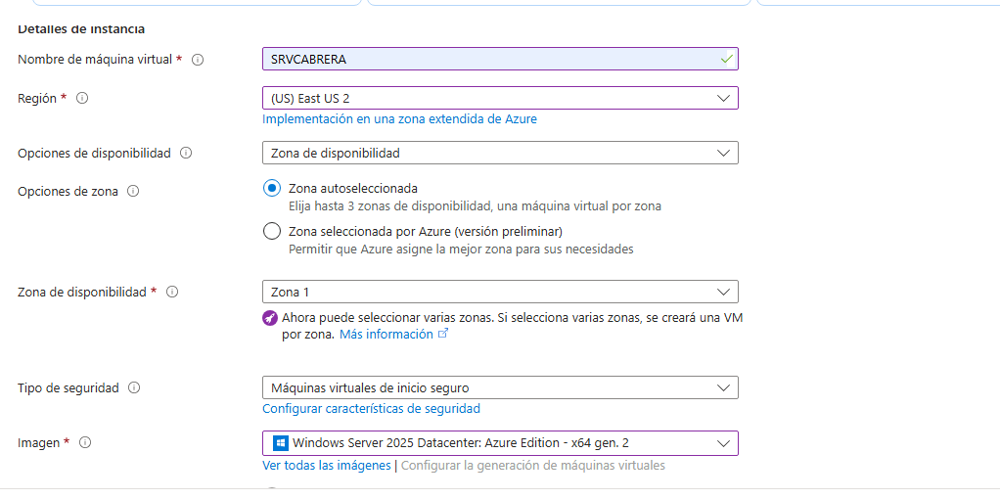 Detalles de instancia
Nombre de máquina virtual *
SRVCABRERA
Región *
(US) East US 2
Implementación en una zona extendida de Azure
Opciones de disponibilidad
Zona de disponibilidad
Opciones de zona
Zona autoseleccionada
Elija hasta 3 zonas de disponibilidad, una máquina virtual por zona
Zona seleccionada por Azure (versión preliminar)
Permitir que Azure asigne la mejor zona para sus necesidades
Zona de disponibilidad *
Zona 1
Ahora puede seleccionar varias zonas. Si selecciona varias zonas, se creará una VM
por zona. Más información
Tipo de seguridad
Máquinas virtuales de inicio seguro
Configurar características de seguridad
Imagen *
Windows Server 2025 Datacenter: Azure Edition - x64 gen. 2
Ver todas las imágenes | Configurar la generación de máquinas virtuales